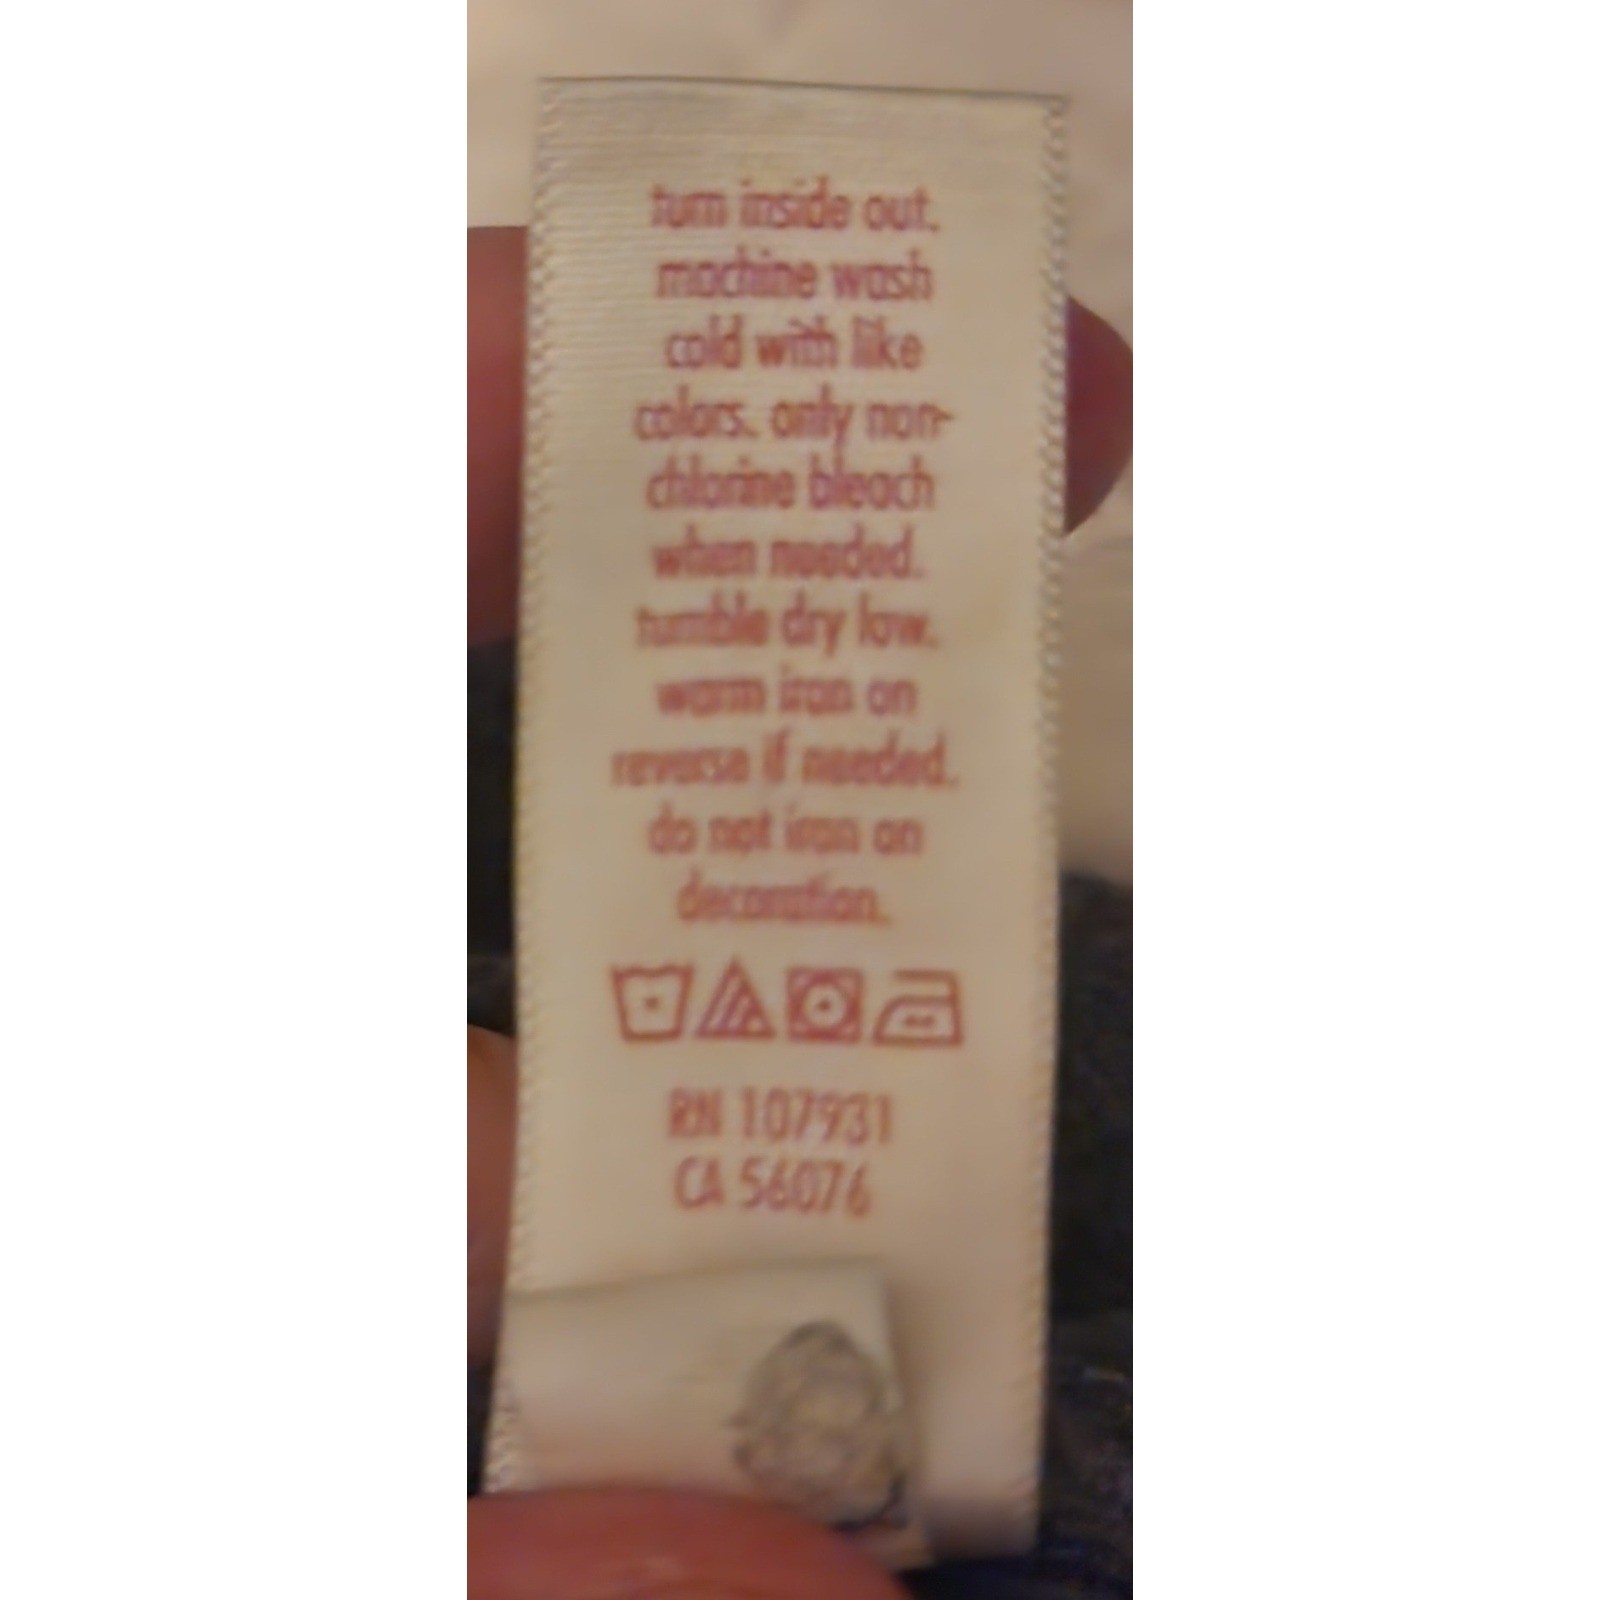 turn inside out.
machine wash
cold with like
colors. only non-
chlorine bleach
when needed.
tumble dry low.
warm iron on
reverse if needed.
do not iron on
decoration.
RN 107931
CA 56076